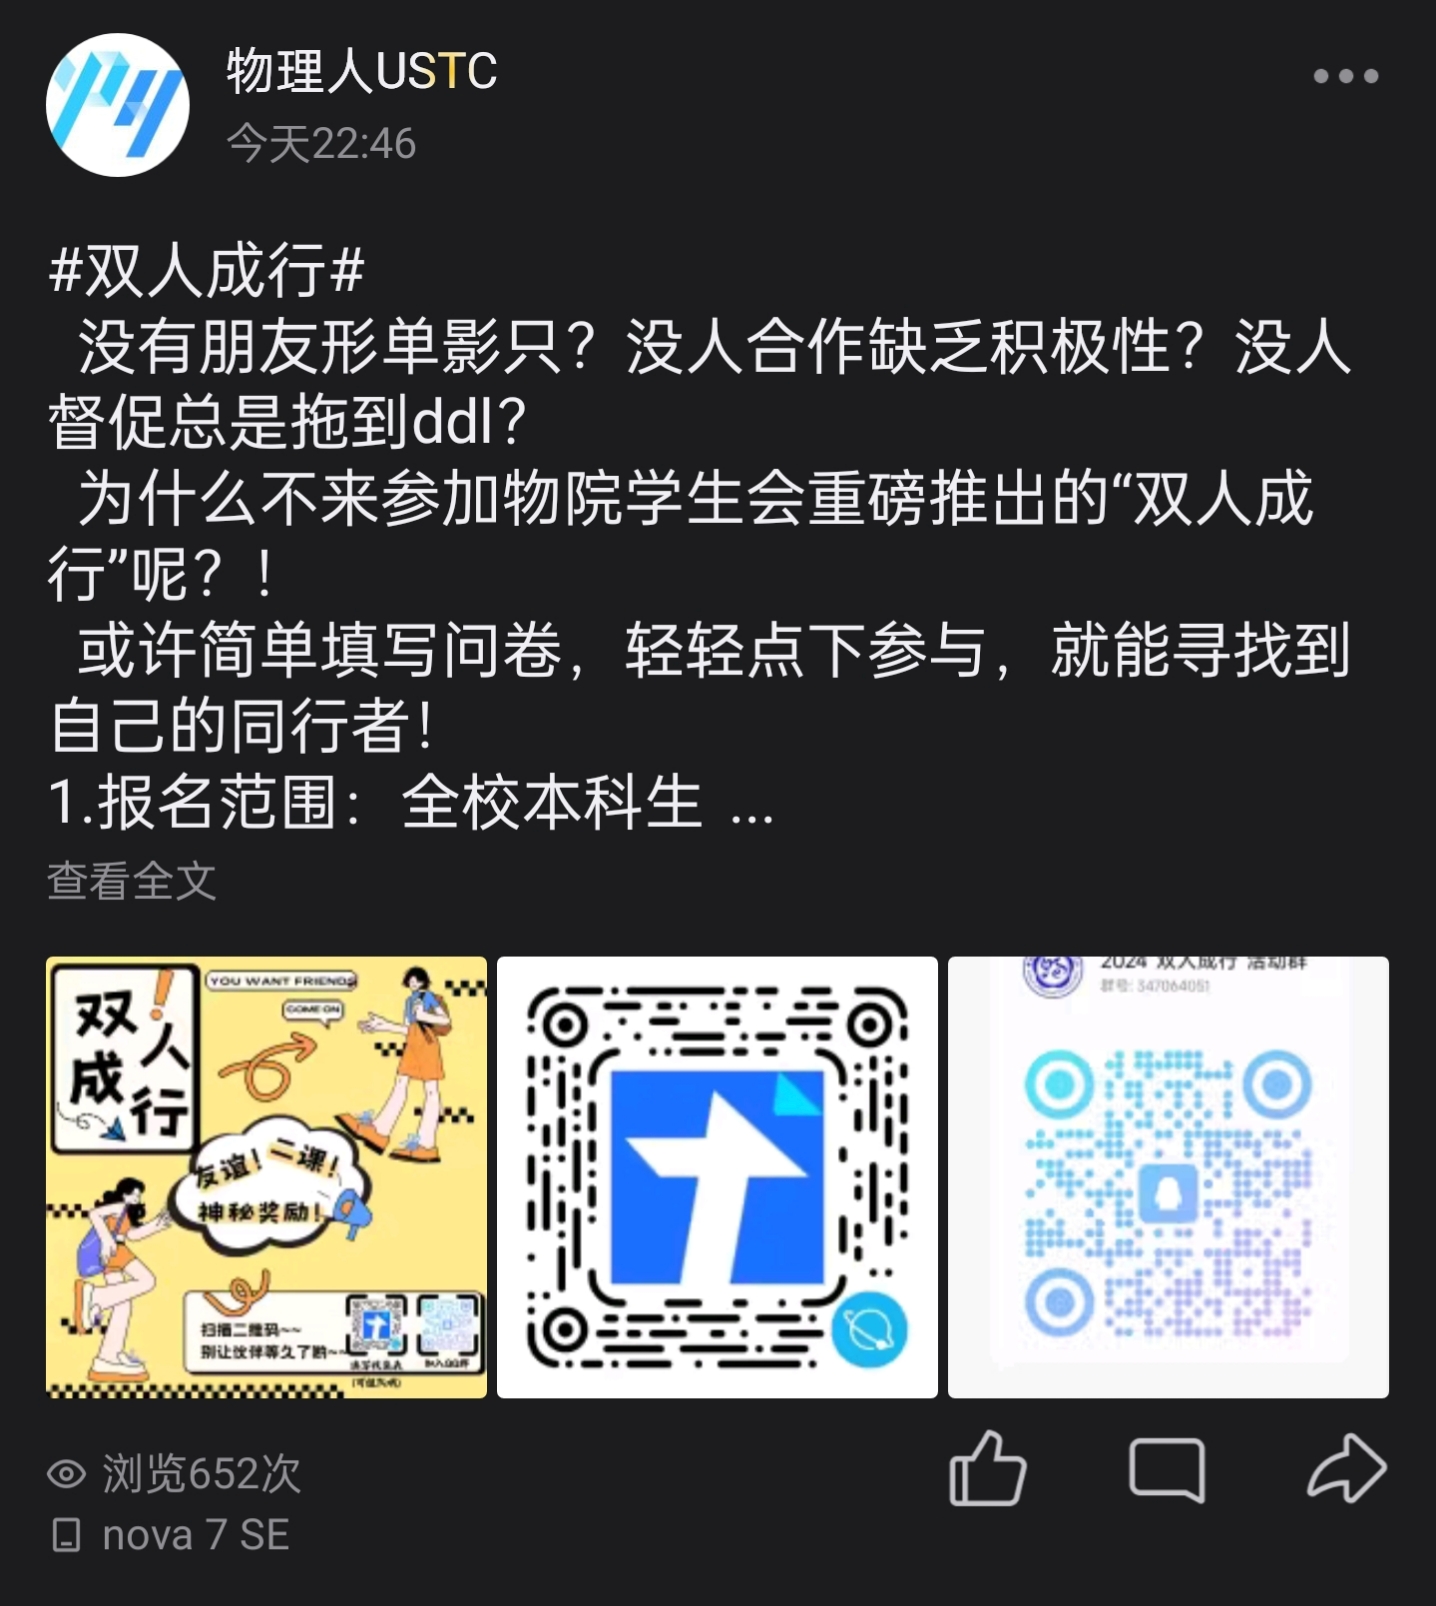 物理人USTC
今天22:46
#双人成行#
没有朋友形单影只？没人合作缺乏积极性？没人
督促总是拖到ddl？
为什么不来参加物院学生会重磅推出的“双人成
行”呢？！
或许简单填写问卷，轻轻点下参与，就能寻找到
自己的同行者！
1.报名范围：全校本科生 ...
查看全文
双人成行
YOU WANT FRIENDS
COME ON
友谊！二课！
神秘奖励！
扫描二维码~~
别让伙伴等久了哟~~
加入QQ群
2024 双人成行 活动群
群号: 347064051
浏览652次
nova 7 SE